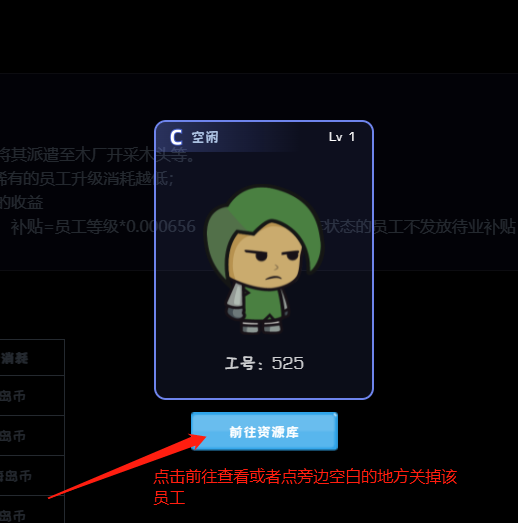 C 空闲 Lv 1
将其派遣至木厂开采木头等。
稀有的员工升级消耗越低；
的收益
补贴=员工等级*0.000656
状态的员工不发放待业补贴
工号：525
消耗
岛币
前往资源库
岛币
岛币
点击前往查看或者点旁边空白的地方关掉该
员工
岛币